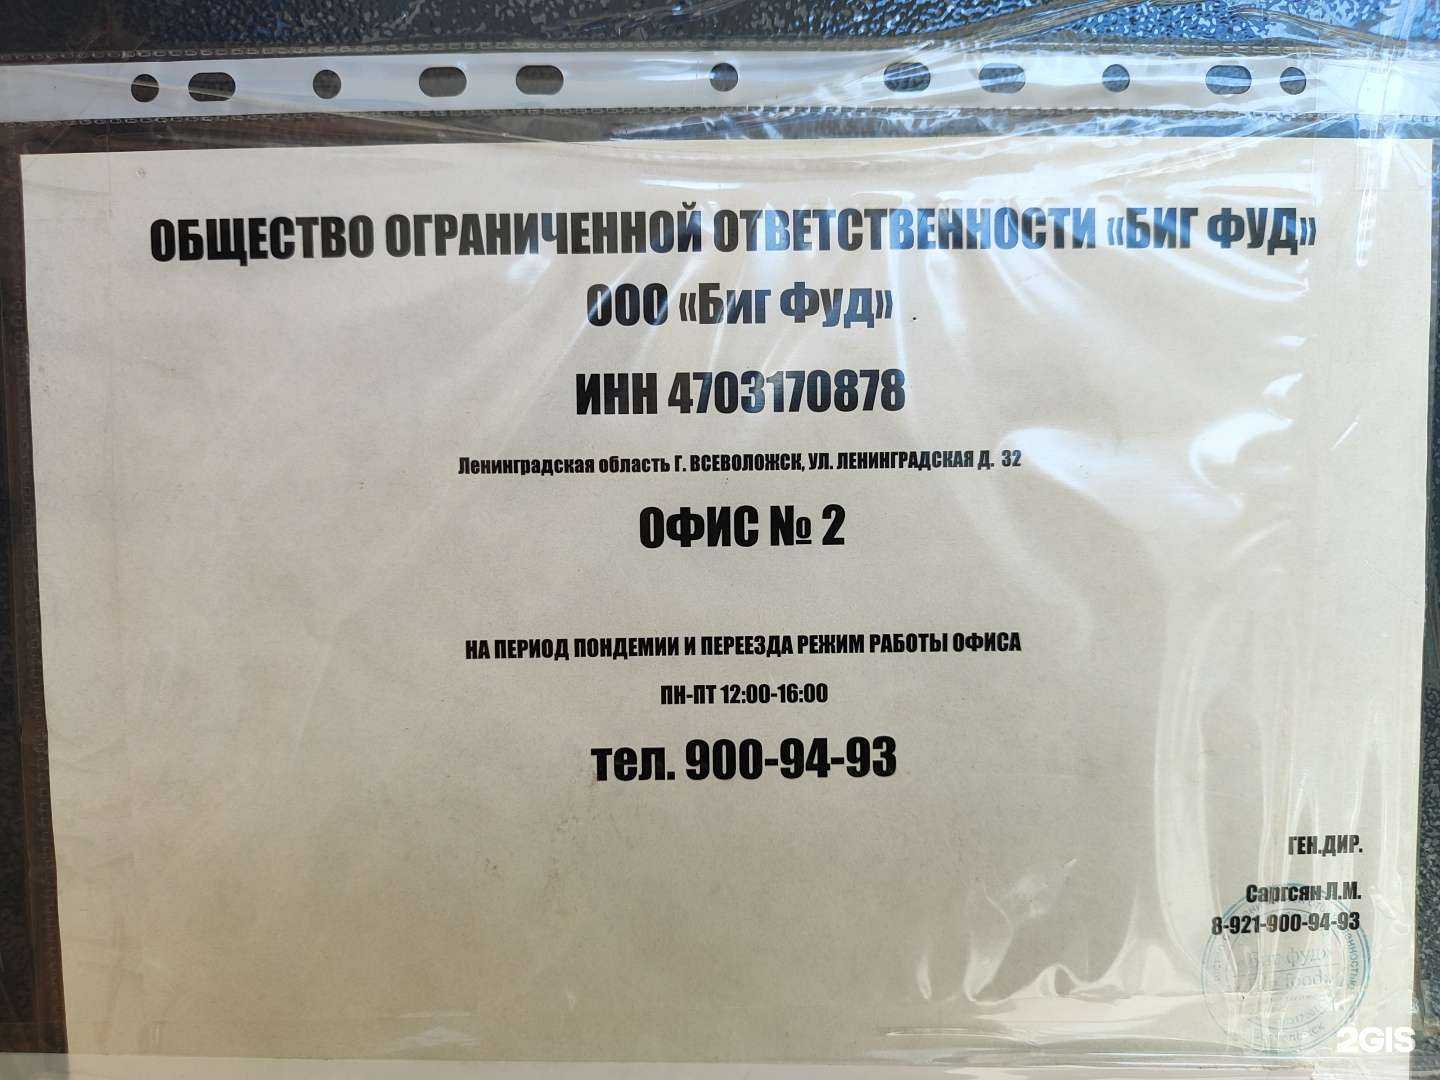 ОБЩЕСТВО ОГРАНИЧЕННОЙ ОТВЕТСТВЕННОСТИ «БИГ ФУД»
ООО «Биг Фуд»
ИНН 4703170878
Ленинградская область Г. ВСЕВОЛОЖСК, УЛ. ЛЕНИНГРАДСКАЯ Д. 32
ОФИС № 2
НА ПЕРИОД ПОНДЕМИИ И ПЕРЕЕЗДА РЕЖИМ РАБОТЫ ОФИСА
ПН-ПТ 12:00-16:00
тел. 900-94-93
ГЕН.ДИР.
Саргсян Л.М.
8-921-900-94-93
2GIS